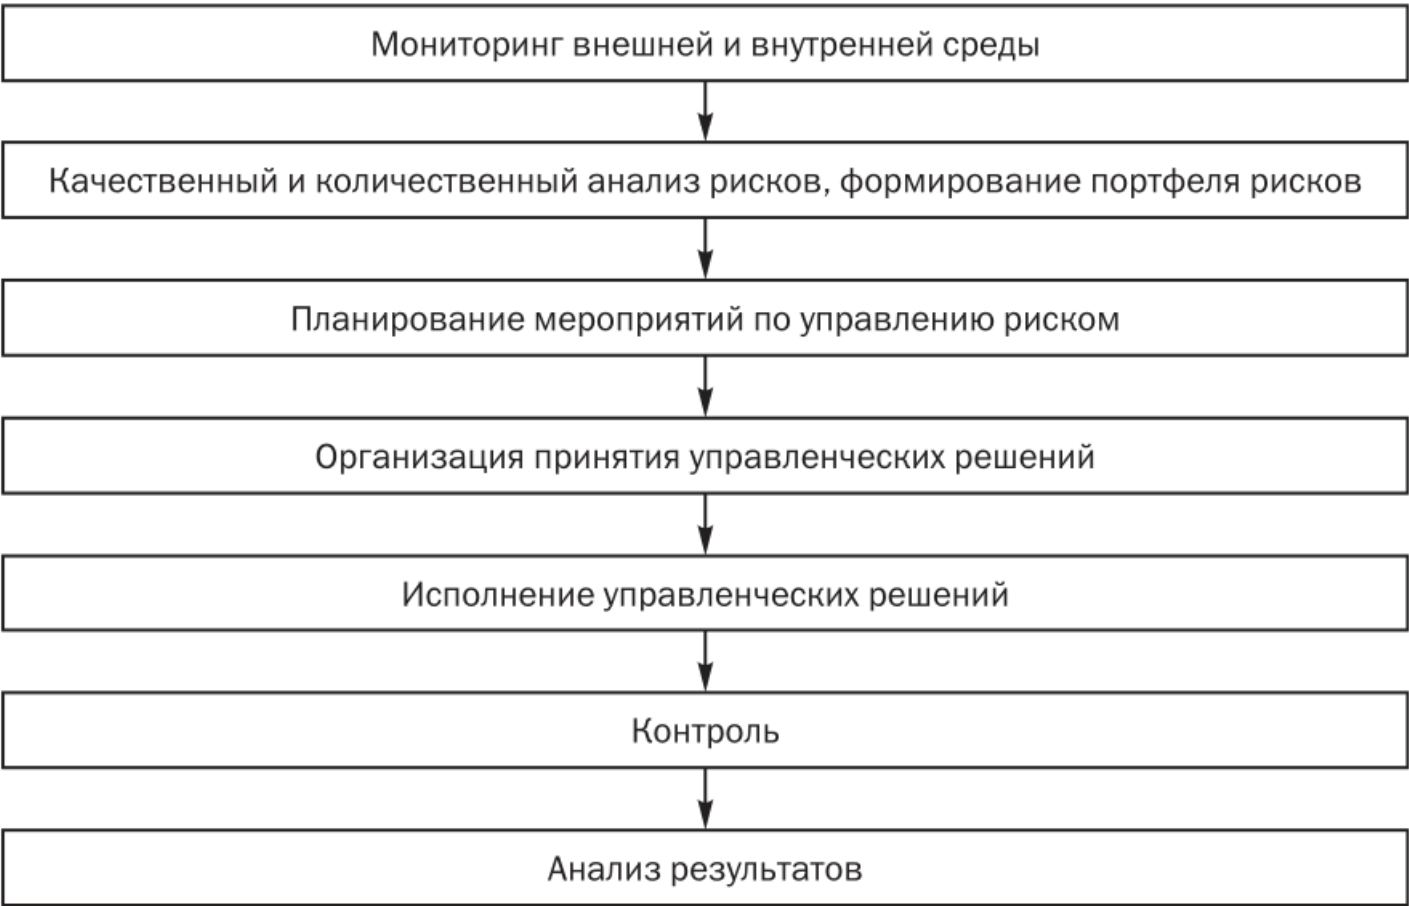 Мониторинг внешней и внутренней среды
Качественный и количественный анализ рисков, формирование портфеля рисков
Планирование мероприятий по управлению риском
Организация принятия управленческих решений
Исполнение управленческих решений
Контроль
Анализ результатов